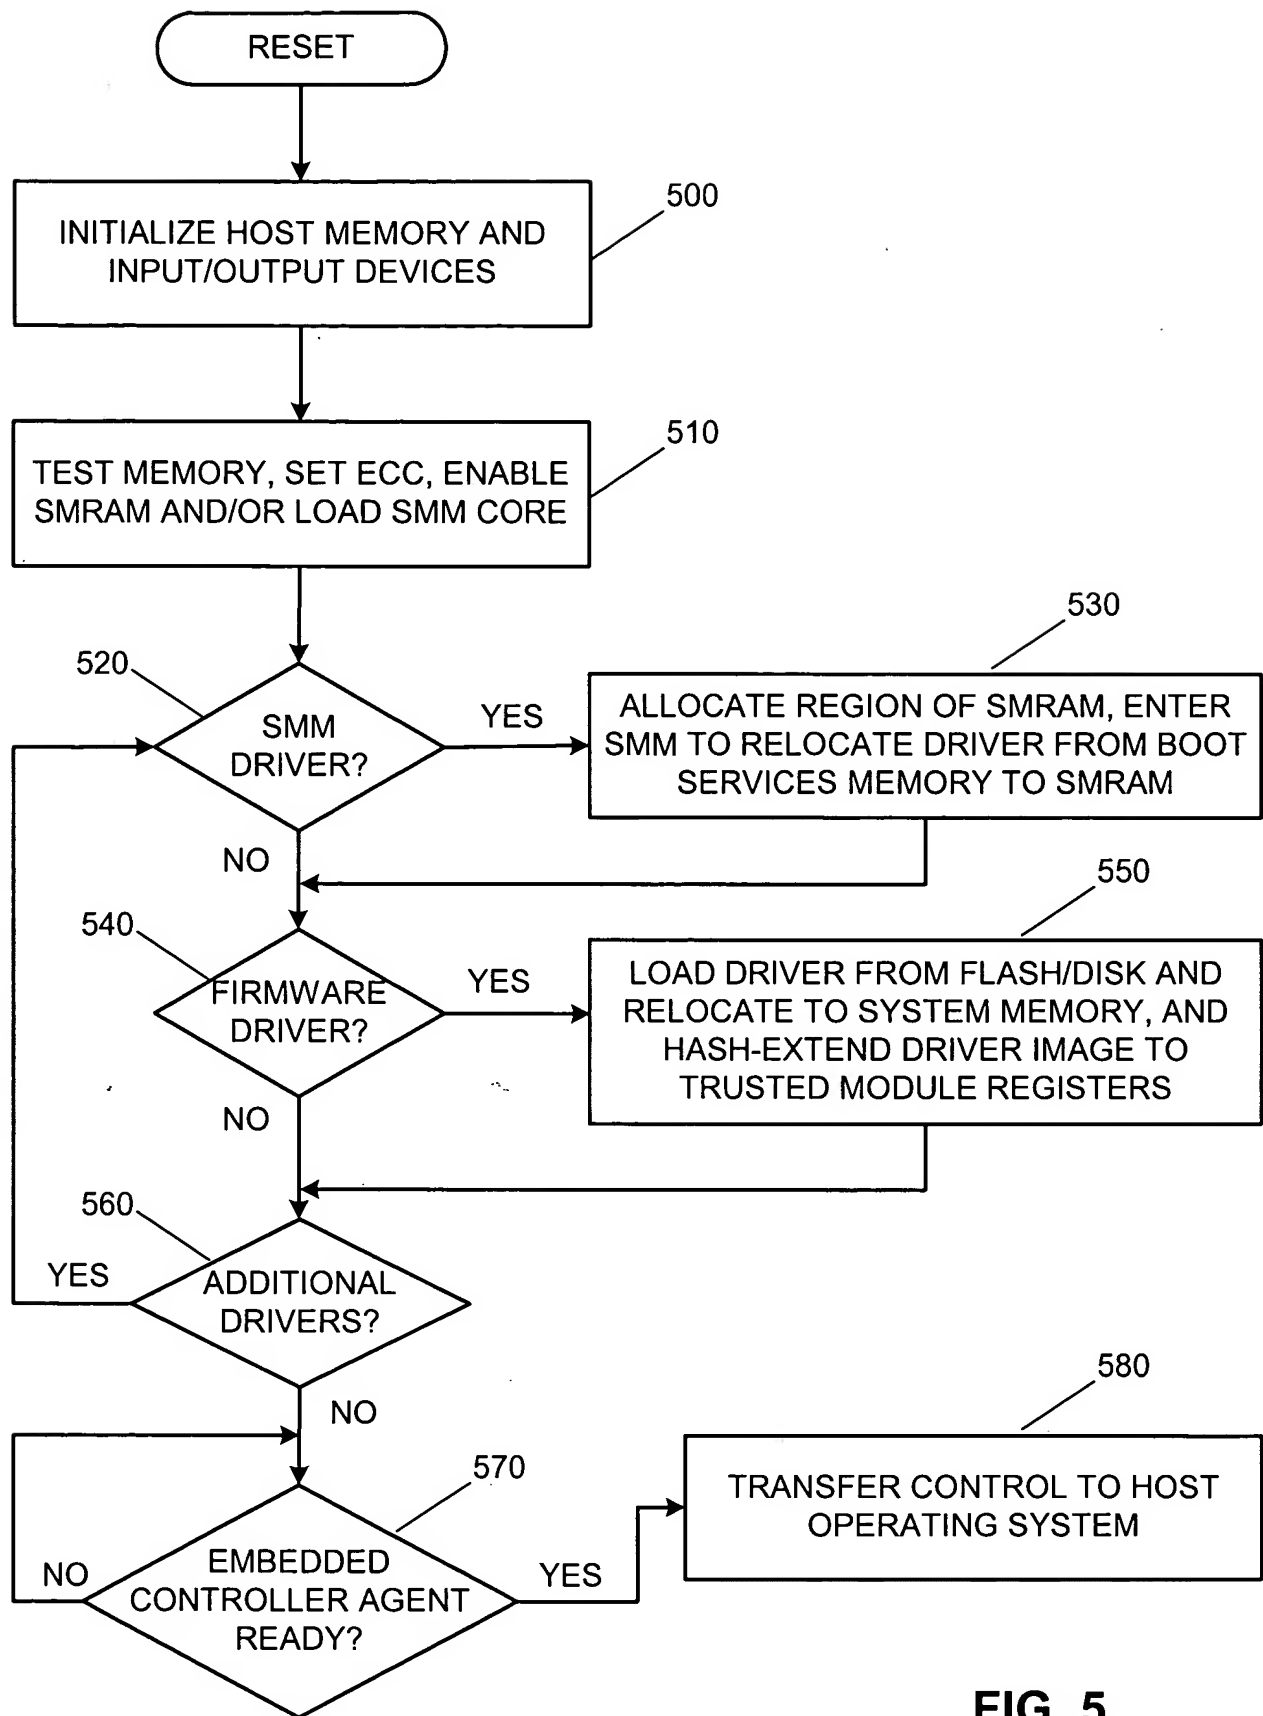 RESET
500
INITIALIZE HOST MEMORY AND
INPUT/OUTPUT DEVICES
510
TEST MEMORY, SET ECC, ENABLE
SMRAM AND/OR LOAD SMM CORE
520
SMM
DRIVER?
YES
NO
530
ALLOCATE REGION OF SMRAM, ENTER
SMM TO RELOCATE DRIVER FROM BOOT
SERVICES MEMORY TO SMRAM
540
FIRMWARE
DRIVER?
YES
NO
550
LOAD DRIVER FROM FLASH/DISK AND
RELOCATE TO SYSTEM MEMORY, AND
HASH-EXTEND DRIVER IMAGE TO
TRUSTED MODULE REGISTERS
560
YES
ADDITIONAL
DRIVERS?
NO
570
EMBEDDED
CONTROLLER AGENT
READY?
NO
YES
580
TRANSFER CONTROL TO HOST
OPERATING SYSTEM
FIG. 5